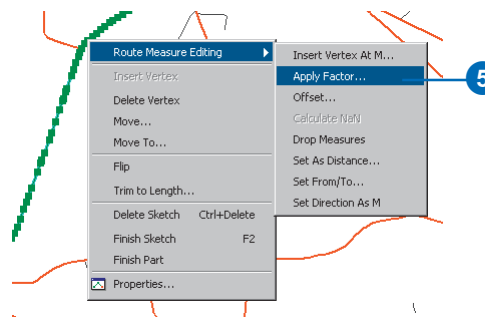 Route Measure Editing
Insert Vertex
Delete Vertex
Move...
Move To...
Flip
Trim to Length...
Delete Sketch Ctrl+Delete
Finish Sketch F2
Finish Part
Properties...
Insert Vertex At M...
Apply Factor...
Offset...
Calculate NaN
Drop Measures
Set As Distance...
Set From/To...
Set Direction As M
5